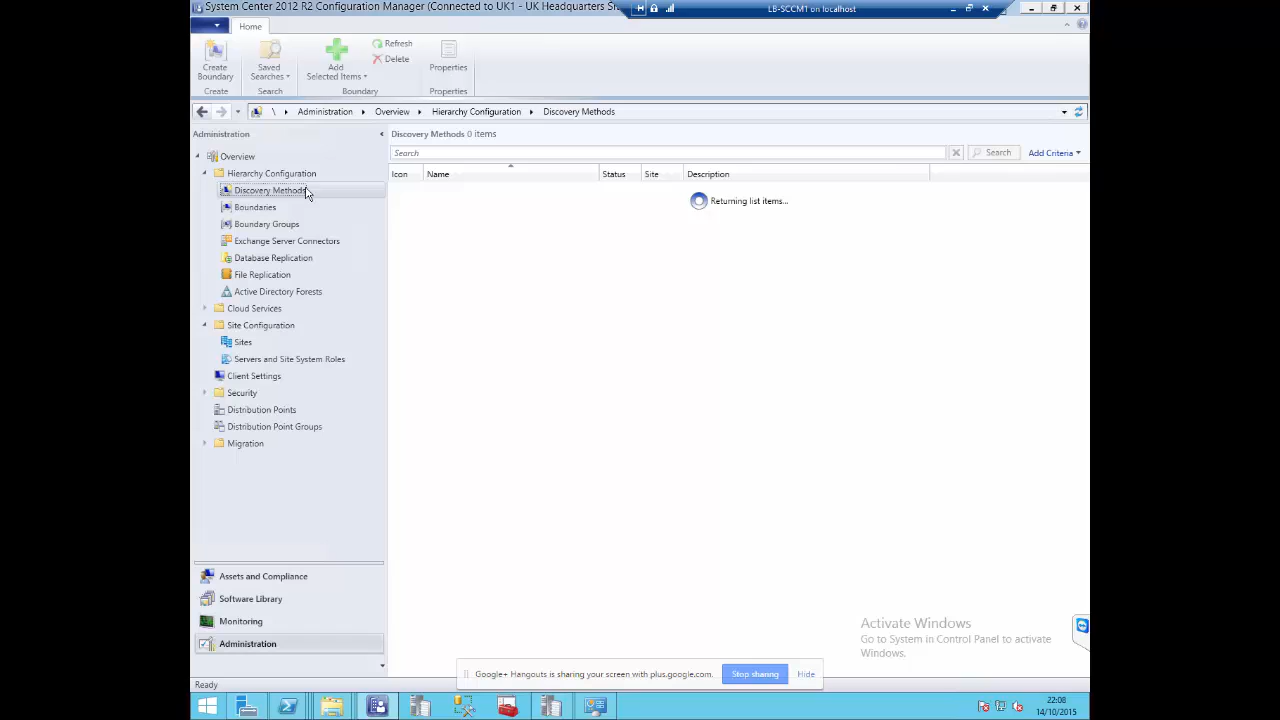 System Center 2012 R2 Configuration Manager (Connected to UK1 - UK Headquarters
LB-SCCM1 on localhost
Home
Create Boundary
Saved Searches
Add Selected Items
Refresh
Delete
Properties
Create
Search
Boundary
Properties
\ Administration Overview Hierarchy Configuration Discovery Methods
Administration
Overview
Hierarchy Configuration
Discovery Methods
Boundaries
Boundary Groups
Exchange Server Connectors
Database Replication
File Replication
Active Directory Forests
Cloud Services
Site Configuration
Sites
Servers and Site System Roles
Client Settings
Security
Distribution Points
Distribution Point Groups
Migration
Assets and Compliance
Software Library
Monitoring
Administration
Discovery Methods 0 items
Search
Search
Add Criteria
Icon Name Status Site Description
Returning list items...
Activate Windows
Go to System in Control Panel to activate
Windows.
Google+ Hangouts is sharing your screen with plus.google.com.
Stop sharing
Hide
Ready
22:08
14/10/2015